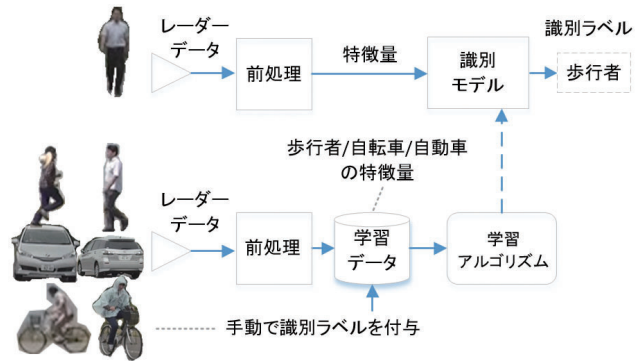 レーダー
データ
前処理
特徴量
識別
モデル
識別ラベル
歩行者
歩行者/自転車/自動車
の特徴量
レーダー
データ
前処理
学習
データ
学習
アルゴリズム
手動で識別ラベルを付与